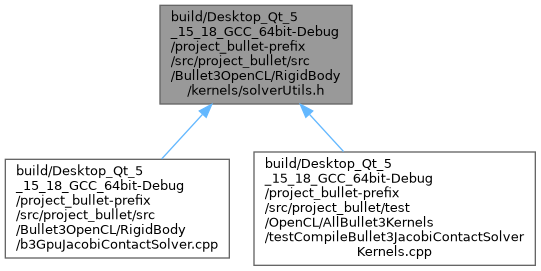 build/Desktop_Qt_5
_15_18_GCC_64bit-Debug
/project_bullet-prefix
/src/project_bullet/src
/Bullet3OpenCL/RigidBody
/kernels/solverUtils.h
build/Desktop_Qt_5
_15_18_GCC_64bit-Debug
/project_bullet-prefix
/src/project_bullet/src
/Bullet3OpenCL/RigidBody
/b3GpuJacobiContactSolver.cpp
build/Desktop_Qt_5
_15_18_GCC_64bit-Debug
/project_bullet-prefix
/src/project_bullet/test
/OpenCL/AllBullet3Kernels
/testCompileBullet3JacobiContactSolver
Kernels.cpp